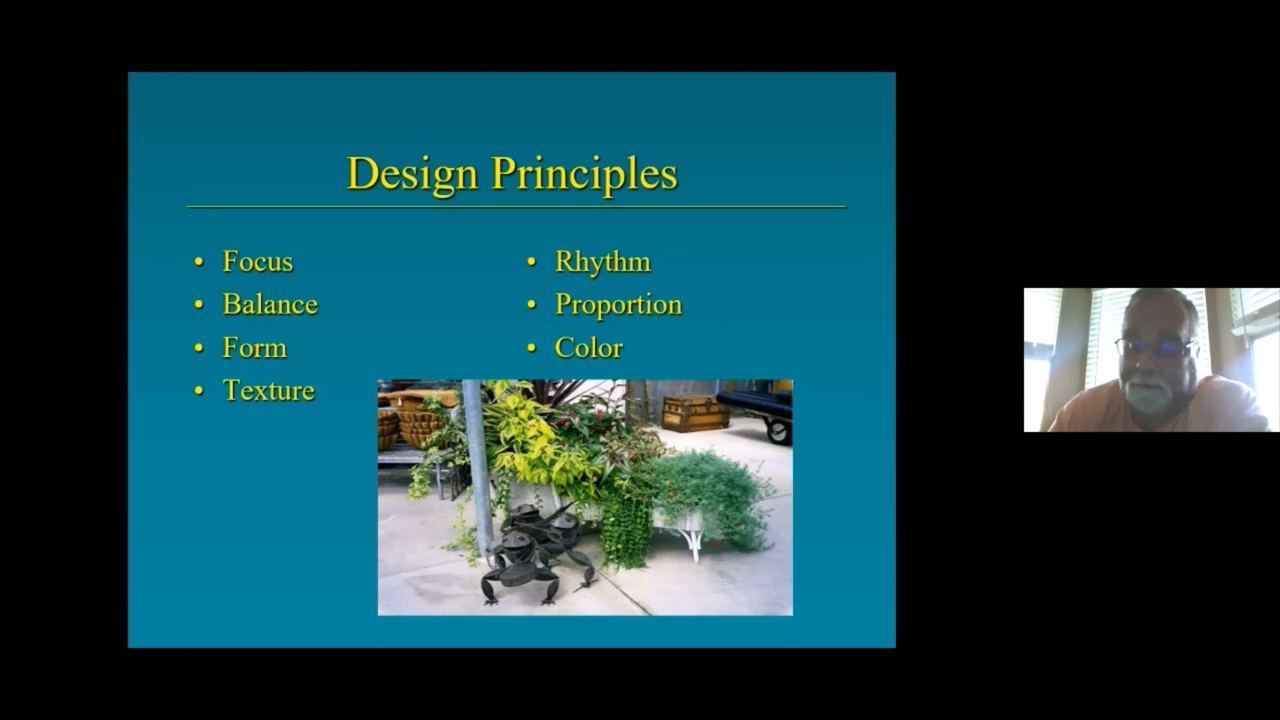 Design Principles
• Focus
• Balance
• Form
• Texture
• Rhythm
• Proportion
• Color